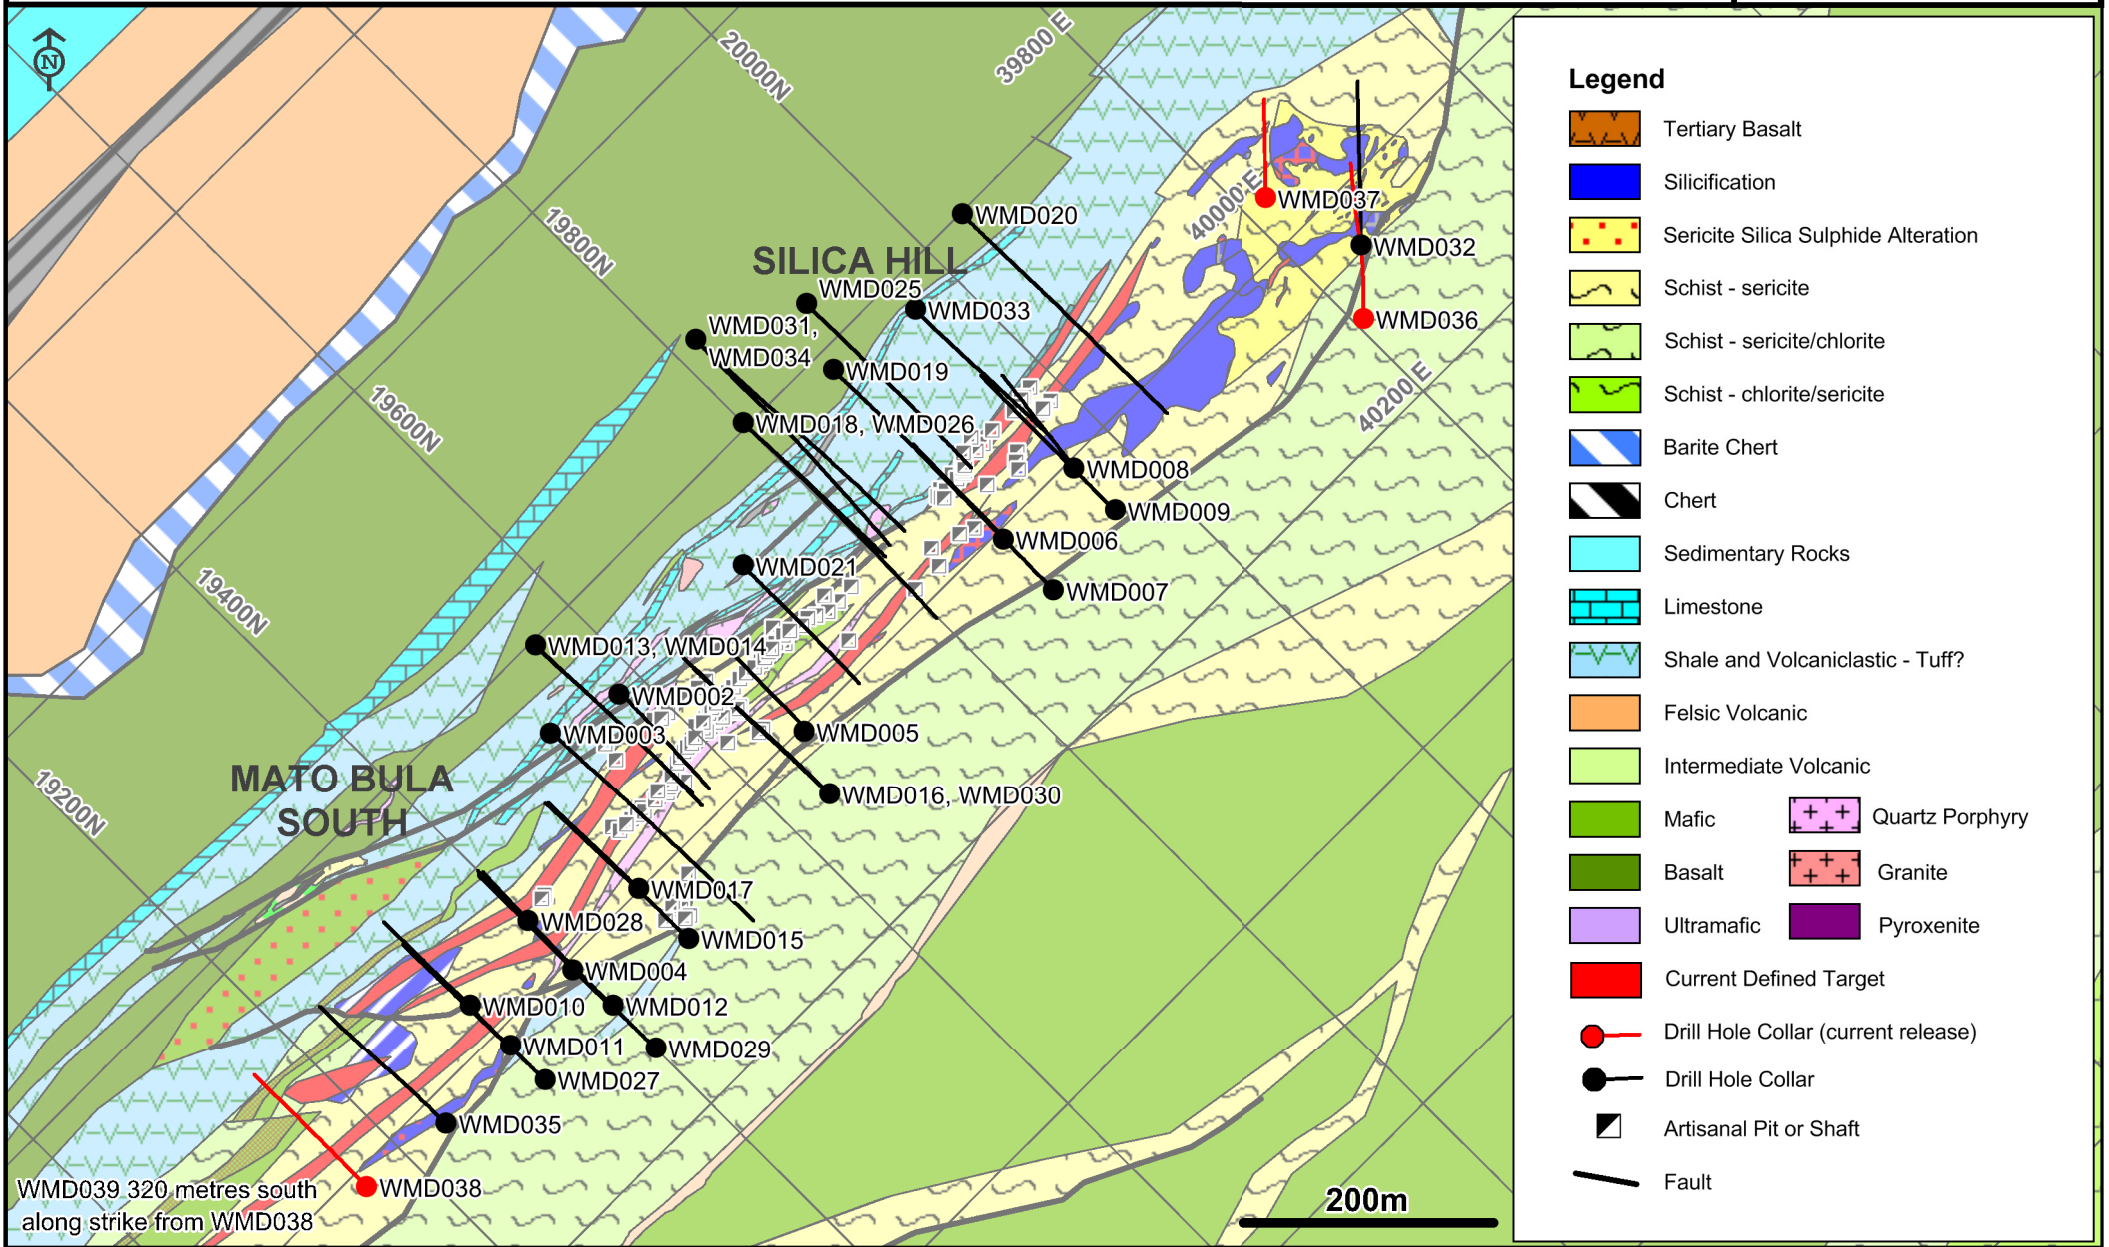 N
20000N
39800 E
19800N
19600N
19400N
19200N
40000 E
40200 E
SILICA HILL
MATO BULA
SOUTH
WMD020
WMD037
WMD032
WMD036
WMD025
WMD033
WMD031,
WMD034
WMD019
WMD018, WMD026
WMD008
WMD009
WMD006
WMD007
WMD021
WMD013, WMD014
WMD002
WMD003
WMD005
WMD016, WMD030
WMD017
WMD028
WMD015
WMD004
WMD010
WMD012
WMD011
WMD029
WMD027
WMD035
WMD038
WMD039 320 metres south
along strike from WMD038
200m
Legend
Tertiary Basalt
Silicification
Sericite Silica Sulphide Alteration
Schist - sericite
Schist - sericite/chlorite
Schist - chlorite/sericite
Barite Chert
Chert
Sedimentary Rocks
Limestone
Shale and Volcaniclastic - Tuff?
Felsic Volcanic
Intermediate Volcanic
Mafic
Quartz Porphyry
Basalt
Granite
Ultramafic
Pyroxenite
Current Defined Target
Drill Hole Collar (current release)
Drill Hole Collar
Artisanal Pit or Shaft
Fault